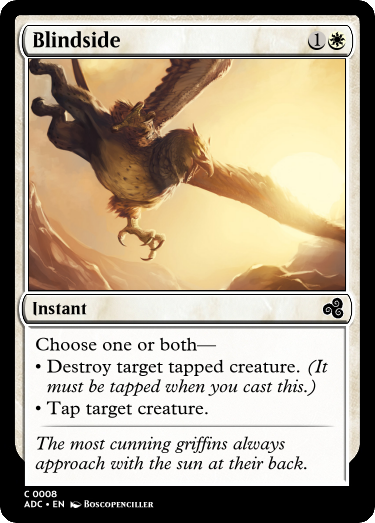 Blindside 1
Instant
Choose one or both—
• Destroy target tapped creature. (It
must be tapped when you cast this.)
• Tap target creature.
The most cunning griffins always
approach with the sun at their back.
C 0008
ADC • EN Boscopenciller